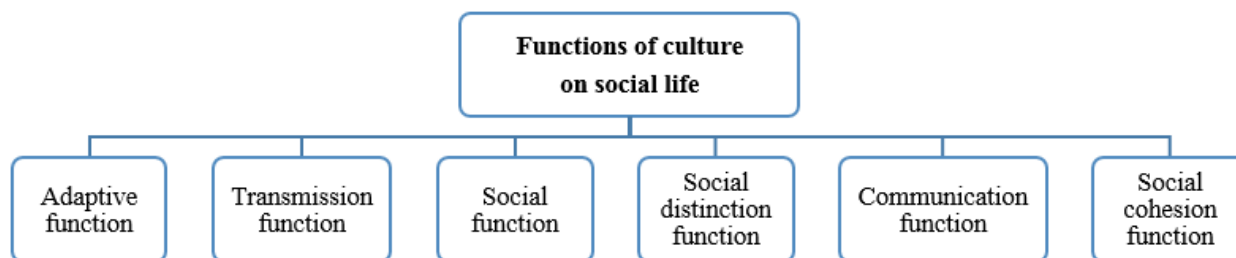 Functions of culture
on social life
Adaptive
function
Transmission
function
Social
function
Social
distinction
function
Communication
function
Social
cohesion
function